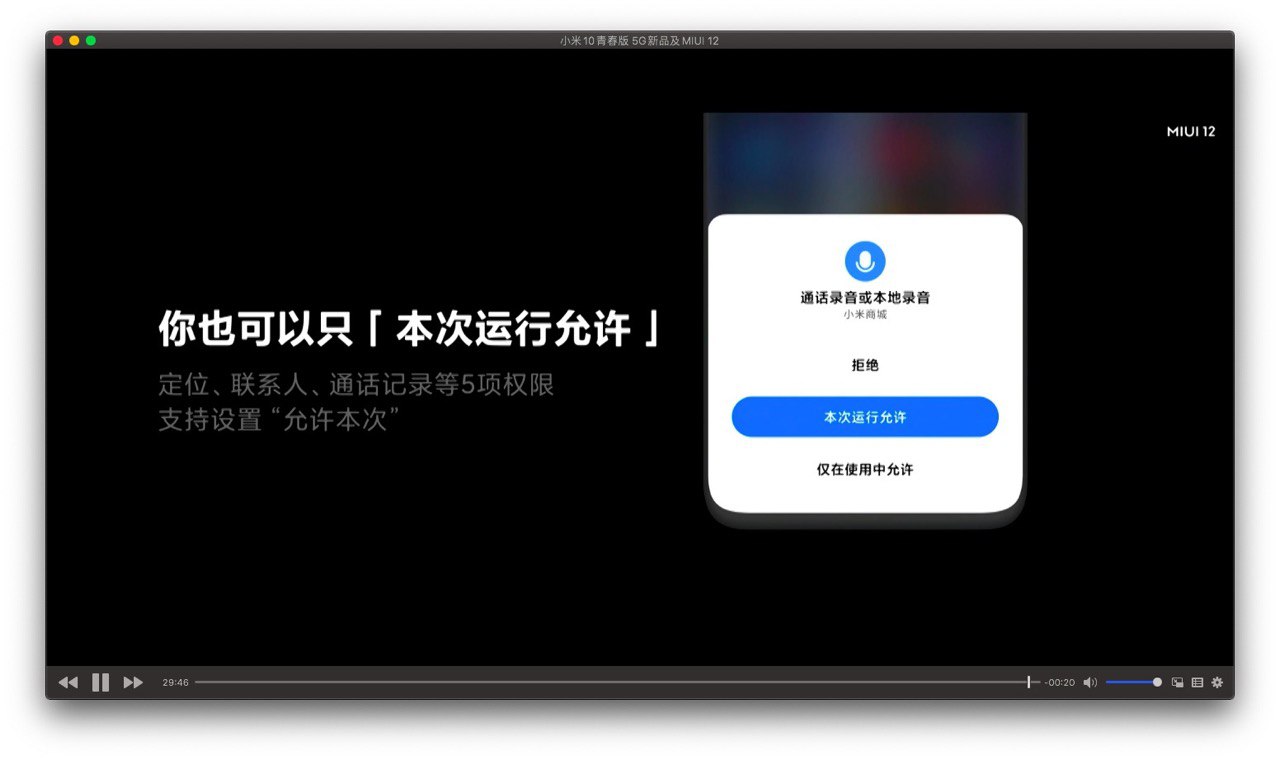 小米10青春版 5G新品及MIUI 12
MIUI 12
你也可以只「本次运行允许」
定位、联系人、通话记录等5项权限
支持设置“允许本次”
通话录音或本地录音
小米商城
拒绝
本次运行允许
仅在使用中允许
29:46
-00:20